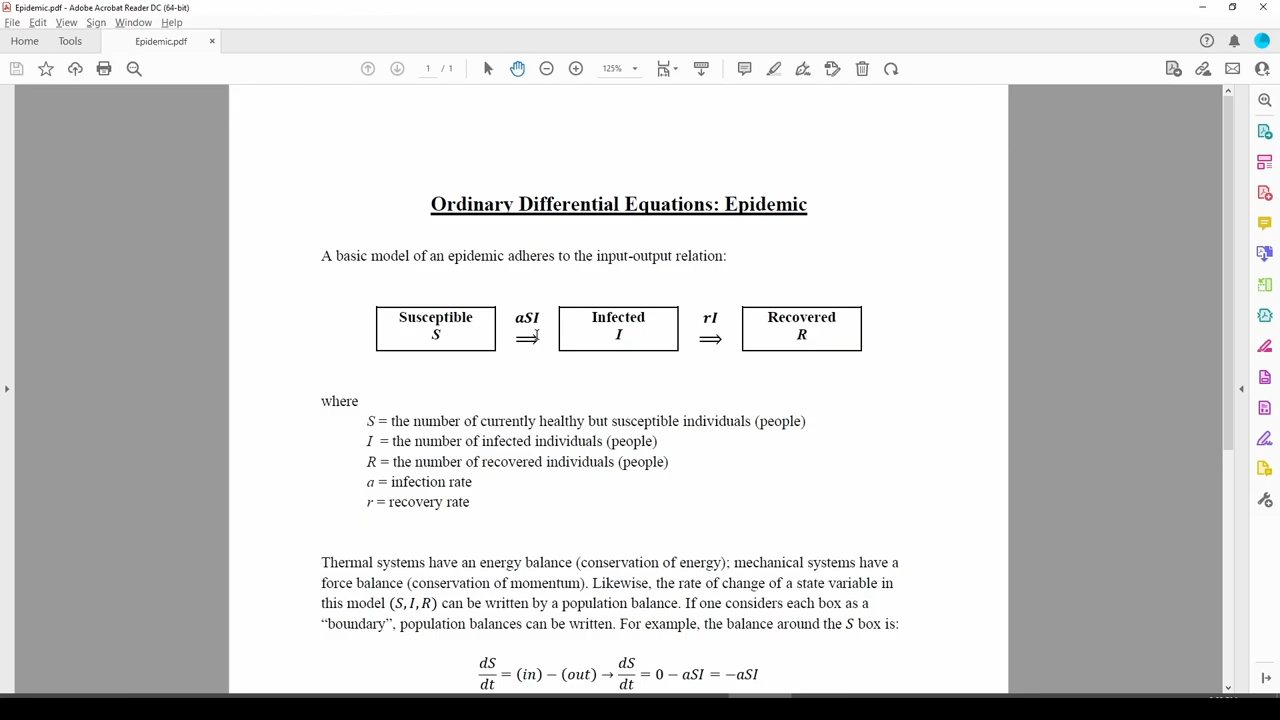 Epidemic.pdf - Adobe Acrobat Reader DC (64-bit)
File Edit View Sign Window Help
Home Tools Epidemic.pdf ×
1 / 1 125%
Ordinary Differential Equations: Epidemic
A basic model of an epidemic adheres to the input-output relation:
Susceptible aSI Infected rI Recovered
S ⟹ I ⟹ R
where
S = the number of currently healthy but susceptible individuals (people)
I = the number of infected individuals (people)
R = the number of recovered individuals (people)
a = infection rate
r = recovery rate
Thermal systems have an energy balance (conservation of energy); mechanical systems have a
force balance (conservation of momentum). Likewise, the rate of change of a state variable in
this model (S, I, R) can be written by a population balance. If one considers each box as a
“boundary”, population balances can be written. For example, the balance around the S box is:
dS/dt = (in) − (out) → dS/dt = 0 − aSI = −aSI